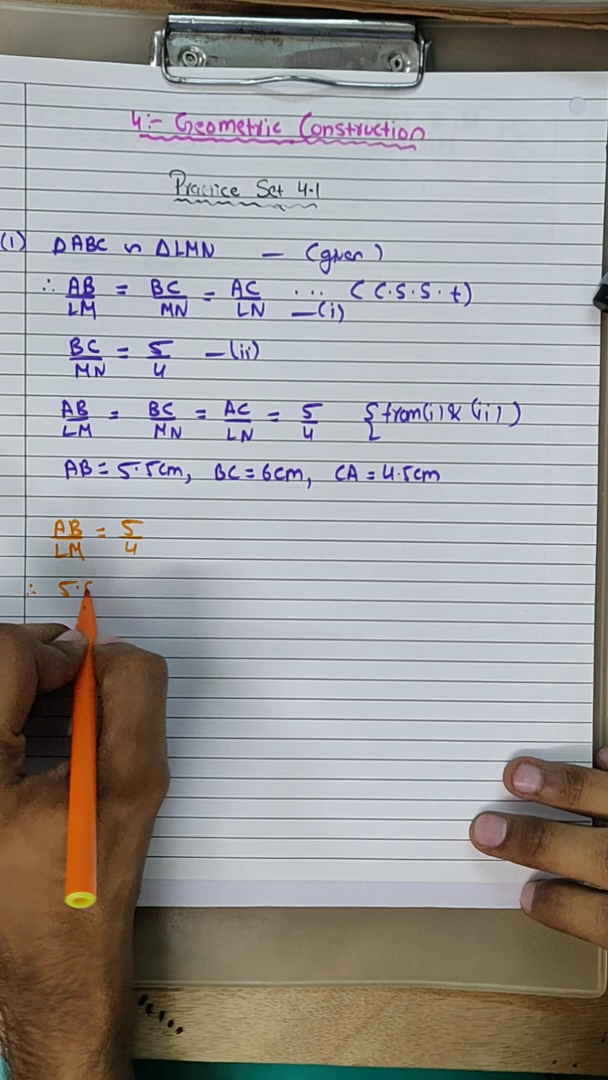 4:- Geometric Construction
Practice Set 4.1
(1) ΔABC ~ ΔLMN — (given)
∴ AB/LM = BC/MN = AC/LN ... (C.S.S.t) —(i)
BC/MN = 5/4 —(ii)
AB/LM = BC/MN = AC/LN = 5/4 {from(i) & (ii)}
AB = 5.5cm, BC = 6cm, CA = 4.5cm
AB/LM = 5/4
∴ 5.5